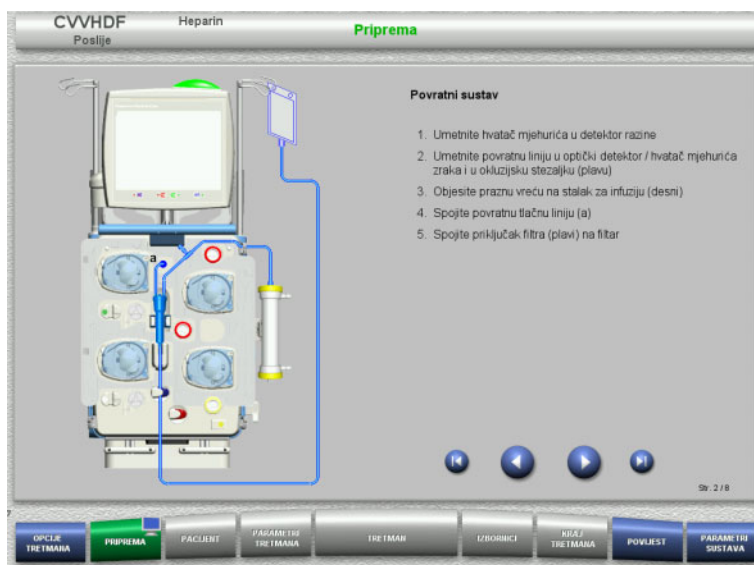 CVVHDF
Heparin
Poslije
Priprema
Povratni sustav
1. Umetnite hvatač mjehurića u detektor razine
2. Umetnite povratnu liniju u optički detektor / hvatač mjehurića
zraka i u okluzijsku stezaljku (plavu)
3. Objesite praznu vreću na stalak za infuziju (desni)
4. Spojite povratnu tlačnu liniju (a)
5. Spojite priključak filtra (plavi) na filtar
a
Str. 2 / 8
OPCIJE
TRETMANA
PRIPREMA
PACIJENT
PARAMETRI
TRETMANA
TRETMAN
IZBORNICI
KRAJ
TRETMANA
POVIJEST
PARAMETRI
SUSTAVA